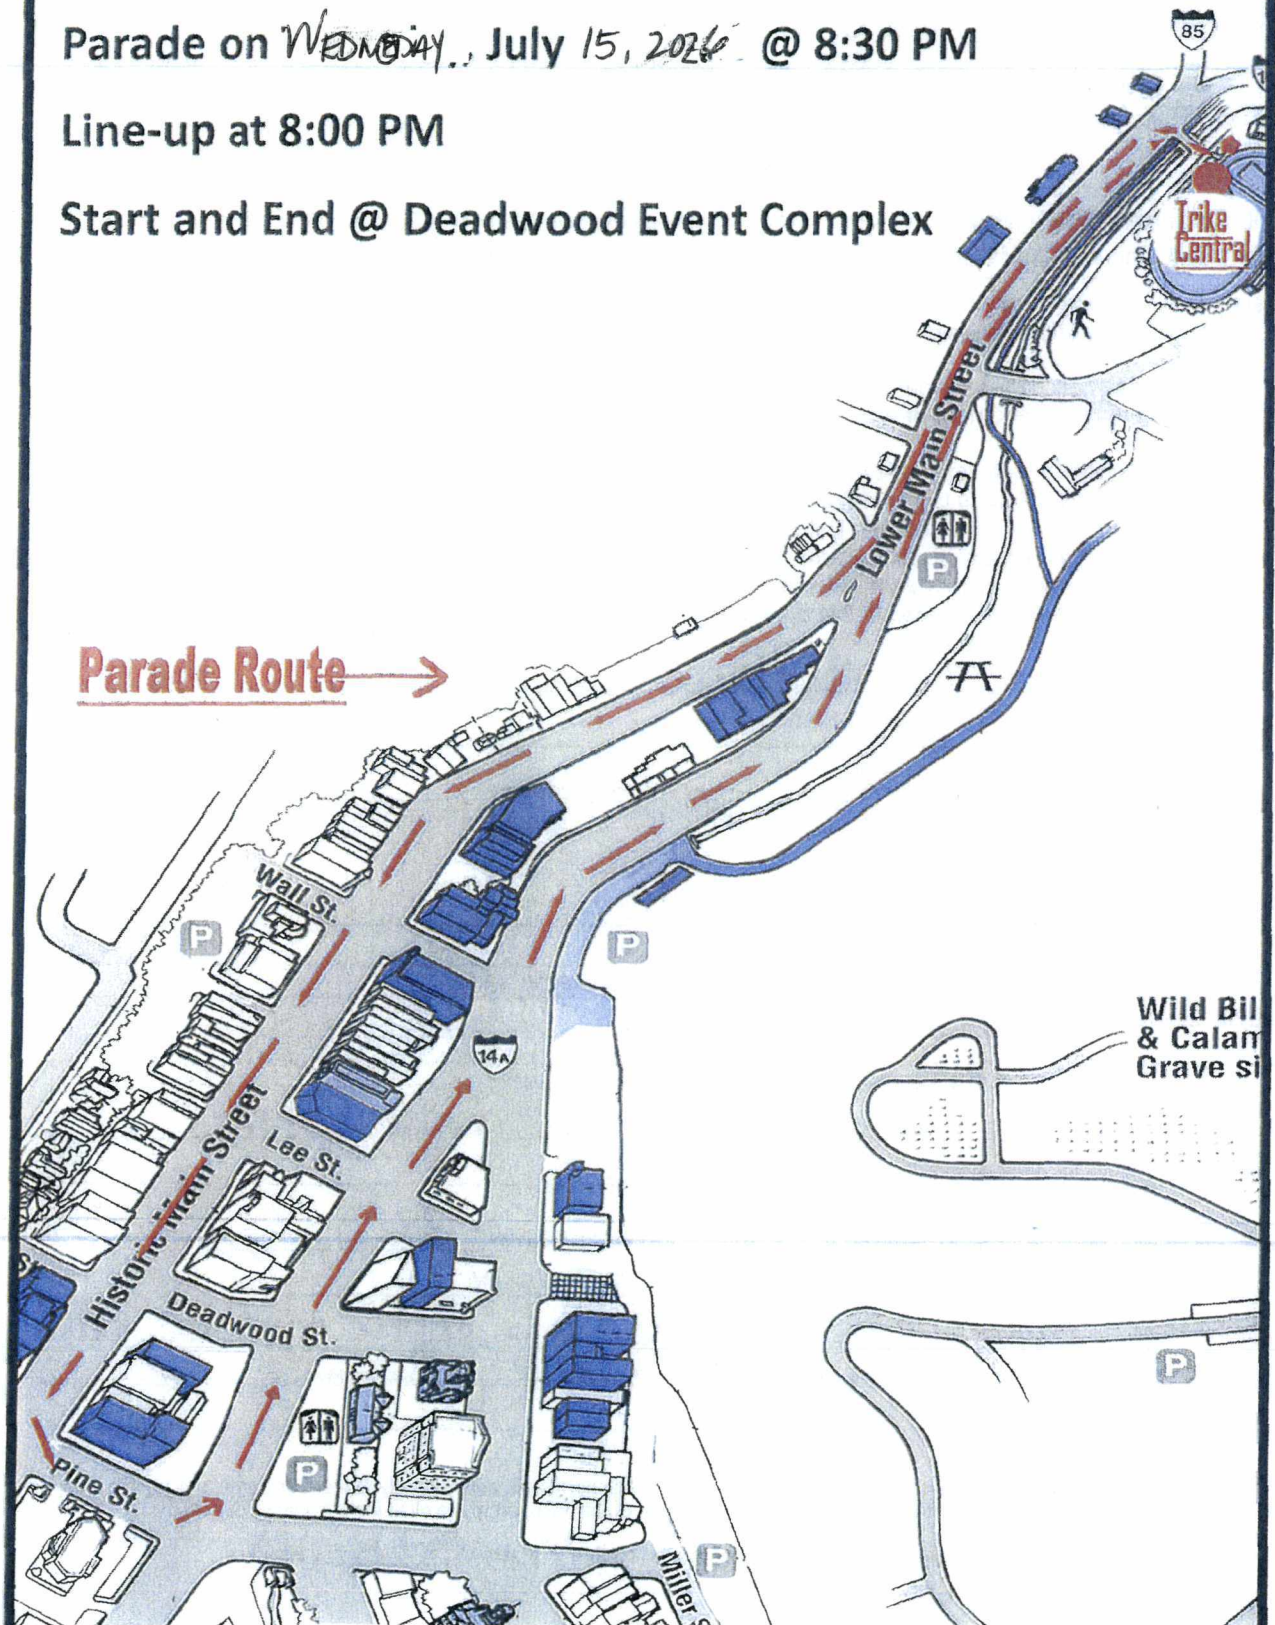 Parade on WEDNESDAY., July 15, 2026 @ 8:30 PM
85
Line-up at 8:00 PM
Start and End @ Deadwood Event Complex
Trike
Central
Lower Main Street
P
Parade Route
Wall St.
P
P
14A
Wild Bil
& Calam
Grave si
Historic Main Street
Lee St.
Deadwood St.
P
P
Pine St.
P
Miller S